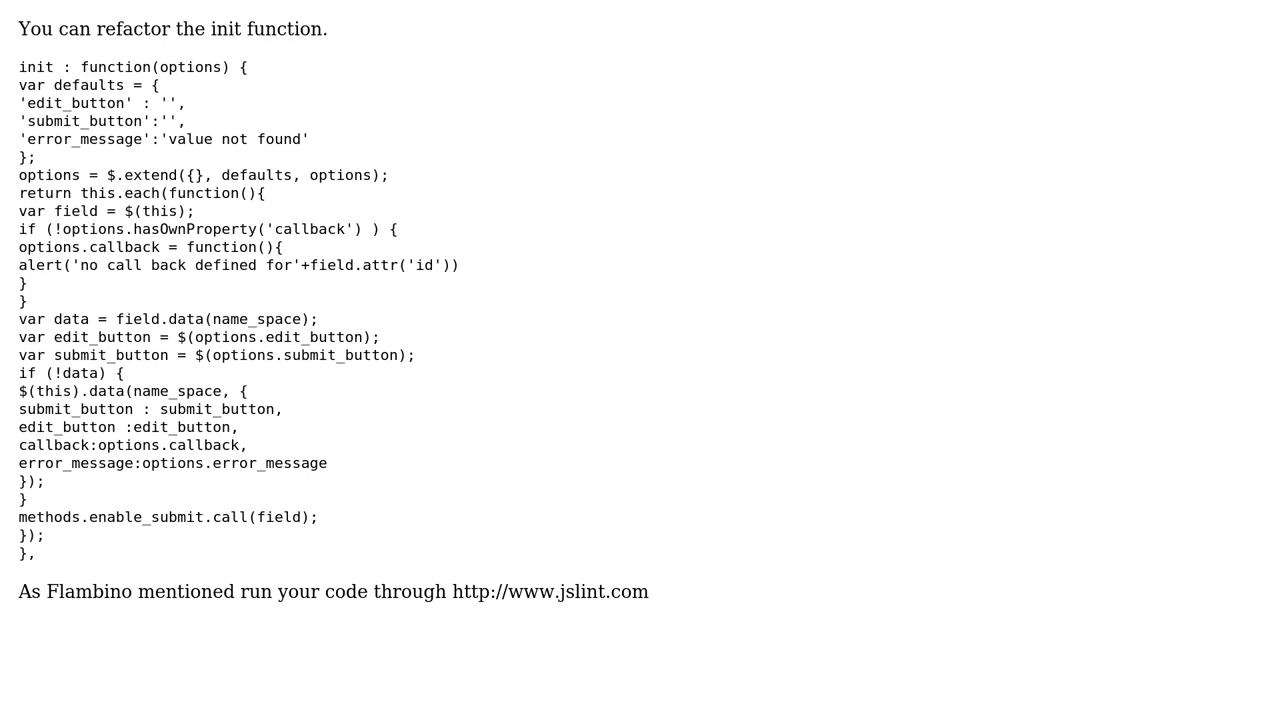 You can refactor the init function.
init : function(options) {
var defaults = {
'edit_button' : '',
'submit_button':'',
'error_message':'value not found'
};
options = $.extend({}, defaults, options);
return this.each(function(){
var field = $(this);
if (!options.hasOwnProperty('callback') ) {
options.callback = function(){
alert('no call back defined for'+field.attr('id'))
}
}
var data = field.data(name_space);
var edit_button = $(options.edit_button);
var submit_button = $(options.submit_button);
if (!data) {
$(this).data(name_space, {
submit_button : submit_button,
edit_button :edit_button,
callback:options.callback,
error_message:options.error_message
});
}
methods.enable_submit.call(field);
});
},
As Flambino mentioned run your code through http://www.jslint.com